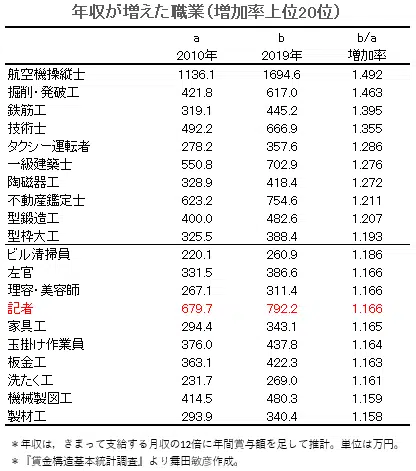 年収が増えた職業（増加率上位20位）
a b b/a
2010年 2019年 増加率
航空機操縦士 1136.1 1694.6 1.492
掘削・発破工 421.8 617.0 1.463
鉄筋工 319.1 445.2 1.395
技術士 492.2 666.9 1.355
タクシー運転者 278.2 357.6 1.286
一級建築士 550.8 702.9 1.276
陶磁器工 328.9 418.4 1.272
不動産鑑定士 623.2 754.6 1.211
型鍛造工 400.0 482.6 1.207
型枠大工 325.5 388.4 1.193
ビル清掃員 220.1 260.9 1.186
左官 331.5 386.6 1.166
理容・美容師 267.1 311.4 1.166
記者 679.7 792.2 1.166
家具工 294.4 343.1 1.165
玉掛け作業員 376.0 437.8 1.164
板金工 363.1 422.3 1.163
洗たく工 231.7 269.0 1.161
機械製図工 414.5 480.3 1.159
製材工 293.9 340.4 1.158
＊年収は，きまって支給する月収の12倍に年間賞与額を足して推計。単位は万円。
＊『賃金構造基本統計調査』より舞田敏彦作成。